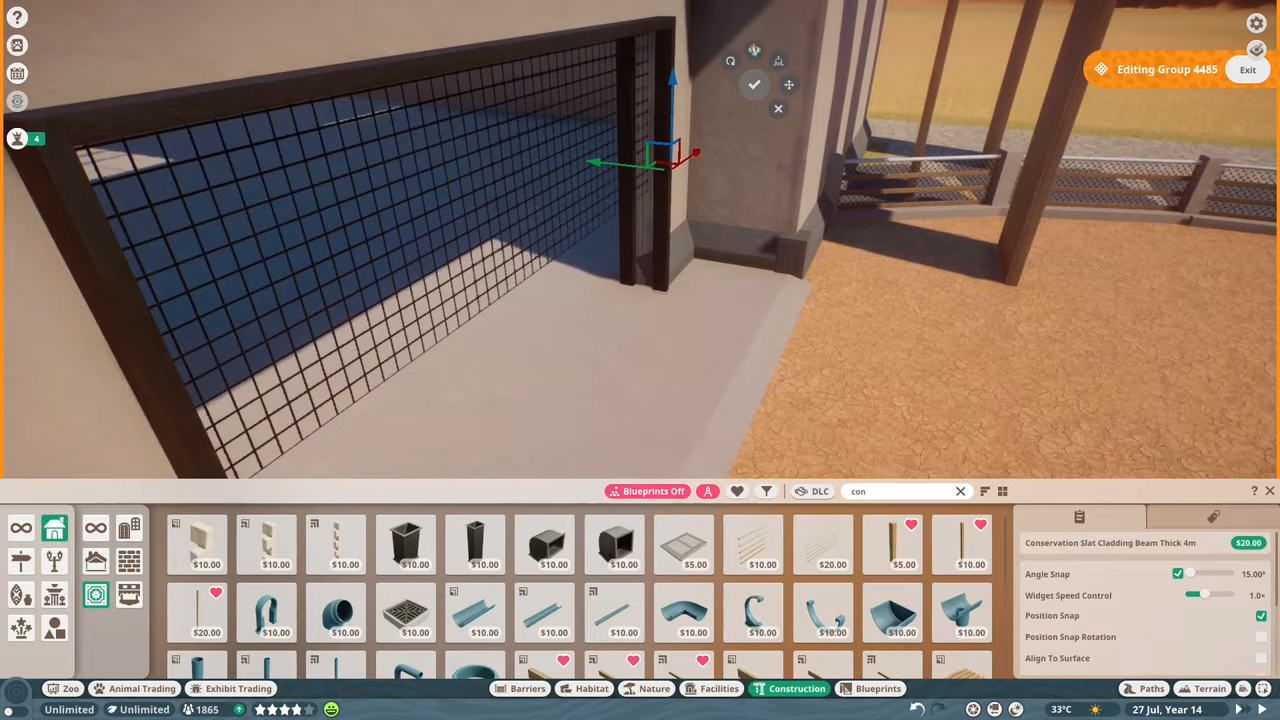 ?
4
Editing Group 4485
Exit
Blueprints Off
DLC
con
?
$10.00
$10.00
$10.00
$10.00
$10.00
$10.00
$10.00
$5.00
$10.00
$20.00
$5.00
$10.00
$20.00
$10.00
$10.00
$10.00
$10.00
$10.00
$10.00
$10.00
$10.00
$10.00
$10.00
$10.00
Conservation Slat Cladding Beam Thick 4m
$20.00
Angle Snap
15.00°
Widget Speed Control
1.0×
Position Snap
Position Snap Rotation
Align To Surface
Zoo
Animal Trading
Exhibit Trading
Barriers
Habitat
Nature
Facilities
Construction
Blueprints
Paths
Terrain
Unlimited
Unlimited
1865
33°C
27 Jul, Year 14